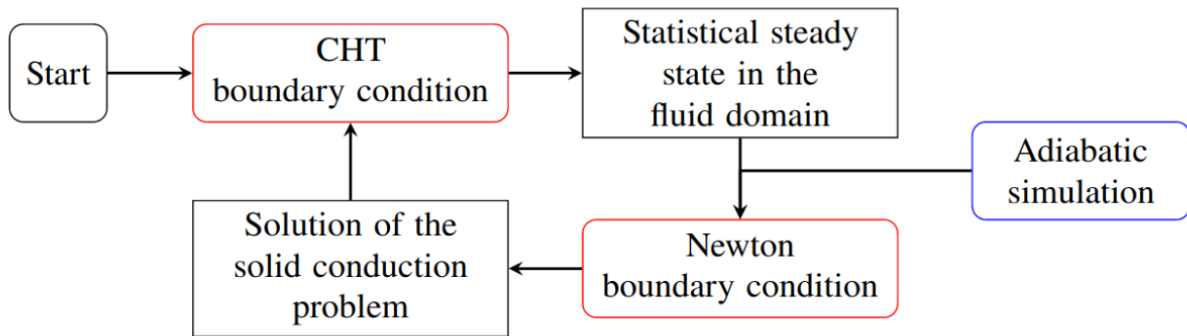 Start
CHT
boundary condition
Statistical steady
state in the
fluid domain
Adiabatic
simulation
Solution of the
solid conduction
problem
Newton
boundary condition